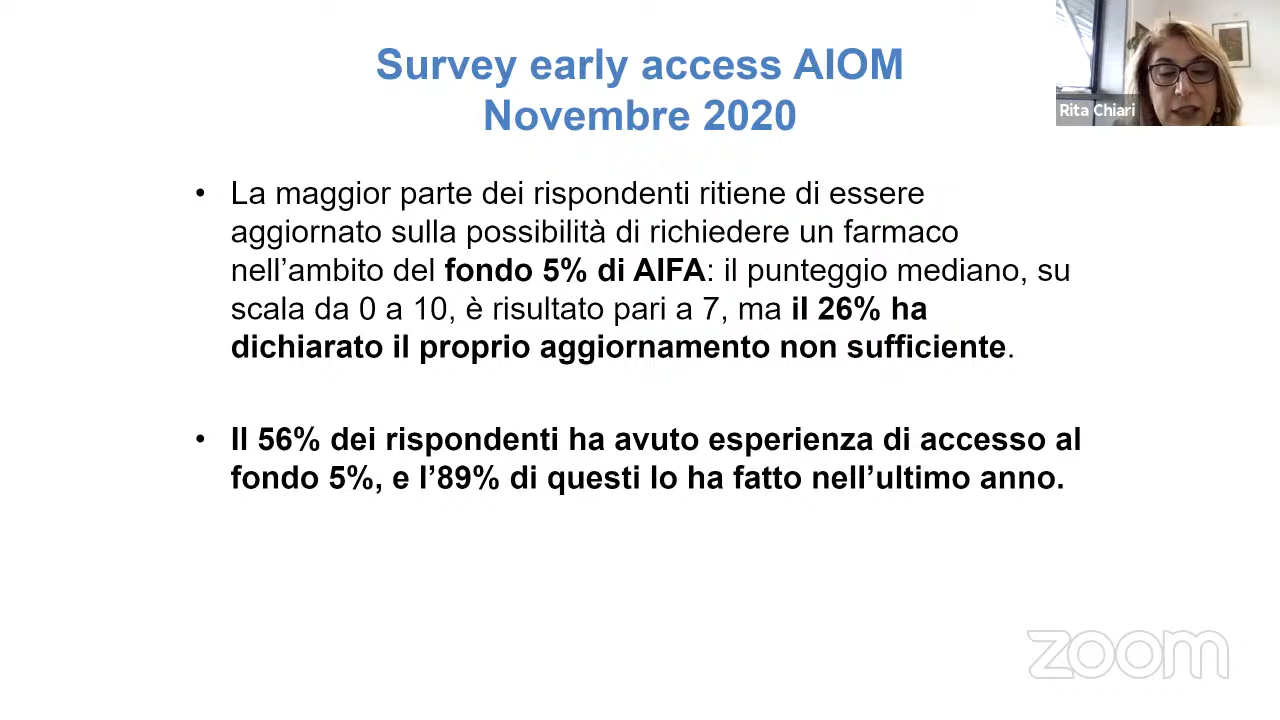 Survey early access AIOM
Novembre 2020
Rita Chiari
• La maggior parte dei rispondenti ritiene di essere
aggiornato sulla possibilità di richiedere un farmaco
nell’ambito del fondo 5% di AIFA: il punteggio mediano, su
scala da 0 a 10, è risultato pari a 7, ma il 26% ha
dichiarato il proprio aggiornamento non sufficiente.
• Il 56% dei rispondenti ha avuto esperienza di accesso al
fondo 5%, e l’89% di questi lo ha fatto nell’ultimo anno.
zoom